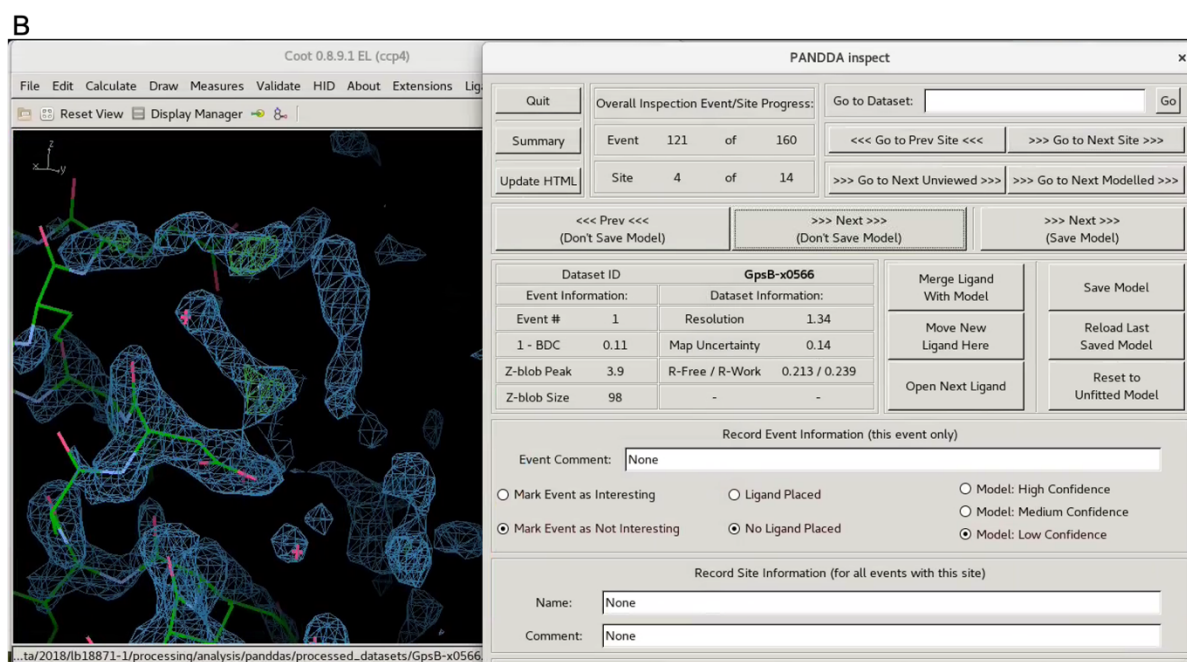 B
Coot 0.8.9.1 EL (ccp4)
File Edit Calculate Draw Measures Validate HID About Extensions Lig
Reset View Display Manager
z
x y
...ta/2018/lb18871-1/processing/analysis/panddas/processed_datasets/GpsB-x0566
PANDDA inspect
×
Quit
Summary
Update HTML
Overall Inspection Event/Site Progress:
Event 121 of 160
Site 4 of 14
Go to Dataset: Go
<<< Go to Prev Site <<< >>> Go to Next Site >>>
>>> Go to Next Unviewed >>> >>> Go to Next Modelled >>>
<<< Prev <<<
(Don't Save Model)
>>> Next >>>
(Don't Save Model)
>>> Next >>>
(Save Model)
Dataset ID GpsB-x0566
Event Information: Dataset Information:
Event # 1 Resolution 1.34
1 - BDC 0.11 Map Uncertainty 0.14
Z-blob Peak 3.9 R-Free / R-Work 0.213 / 0.239
Z-blob Size 98 - -
Merge Ligand
With Model
Move New
Ligand Here
Open Next Ligand
Save Model
Reload Last
Saved Model
Reset to
Unfitted Model
Record Event Information (this event only)
Event Comment: None
Mark Event as Interesting Ligand Placed Model: High Confidence
Model: Medium Confidence
Mark Event as Not Interesting No Ligand Placed Model: Low Confidence
Record Site Information (for all events with this site)
Name: None
Comment: None